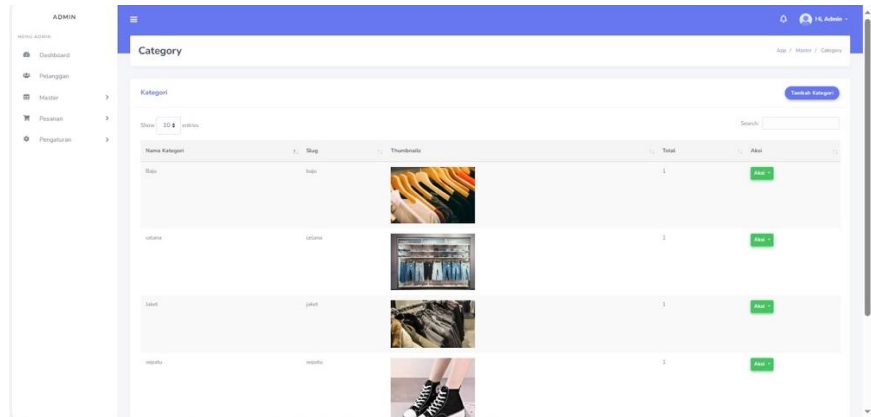 ADMIN
MENU ADMIN
Dashboard
Pelanggan
Master
Pesanan
Pengaturan
Hi, Admin
Category
App / Master / Category
Kategori
Tambah Kategori
Show 10 entries
Search:
Nama Kategori Slug Thumbnails Total Aksi
Baju baju 1 Aksi
celana celana 1 Aksi
jaket jaket 1 Aksi
sepatu sepatu 1 Aksi